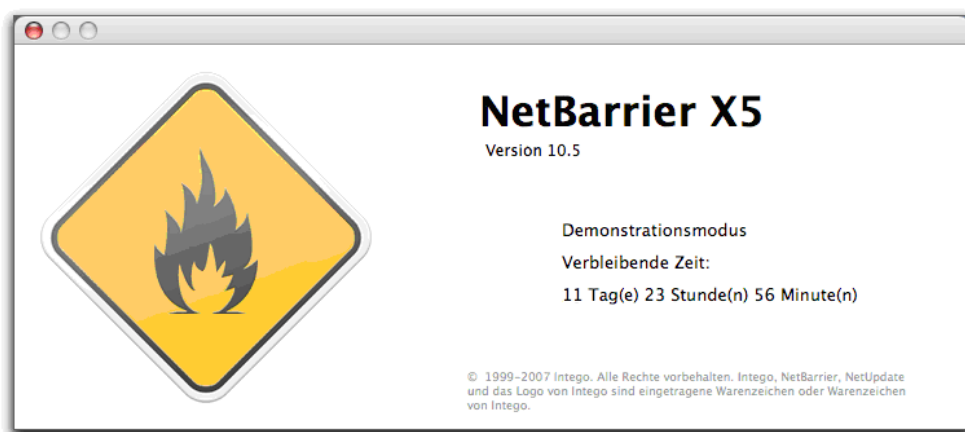 NetBarrier X5
Version 10.5
Demonstrationsmodus
Verbleibende Zeit:
11 Tag(e) 23 Stunde(n) 56 Minute(n)
© 1999–2007 Intego. Alle Rechte vorbehalten. Intego, NetBarrier, NetUpdate
und das Logo von Intego sind eingetragene Warenzeichen oder Warenzeichen
von Intego.